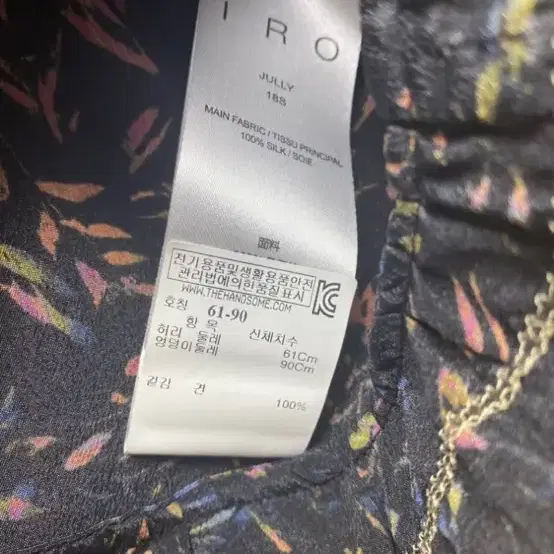 IRO
JULLY
18S
MAIN FABRIC / TISSU PRINCIPAL
100% SILK / SOIE
面料
전기용품및생활용품안전
관리법에의한품질표시
WWW.THEHANDSOME.COM
호칭 61-90
항 목 신체치수
허리 둘레 61Cm
엉덩이둘레 90Cm
겉감 견 100%